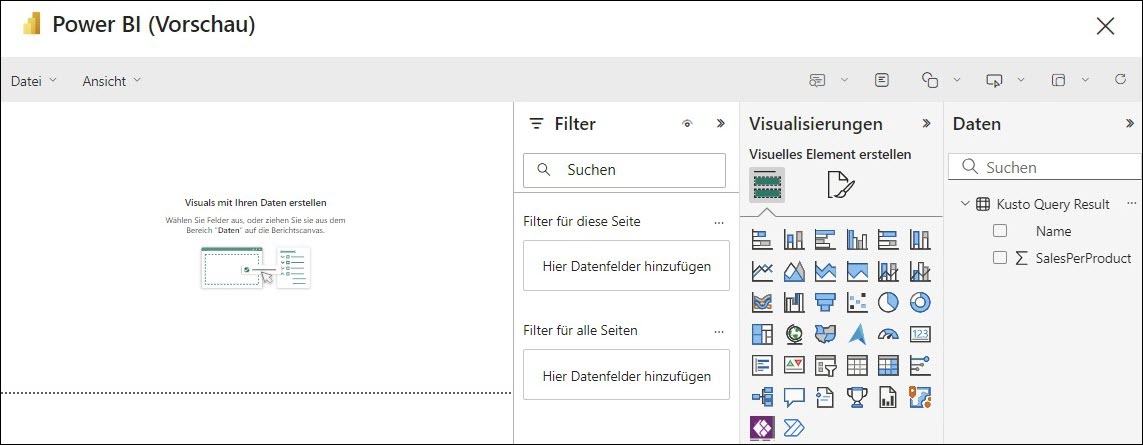 Power BI (Vorschau)
Datei
Ansicht
Visuals mit Ihren Daten erstellen
Wählen Sie Felder aus, oder ziehen Sie sie aus dem
Bereich "Daten" auf die Berichtscanvas.
Filter
Suchen
Filter für diese Seite
...
Hier Datenfelder hinzufügen
Filter für alle Seiten
...
Hier Datenfelder hinzufügen
Visualisierungen
Visuelles Element erstellen
123
Daten
Suchen
Kusto Query Result
...
Name
∑ SalesPerProduct